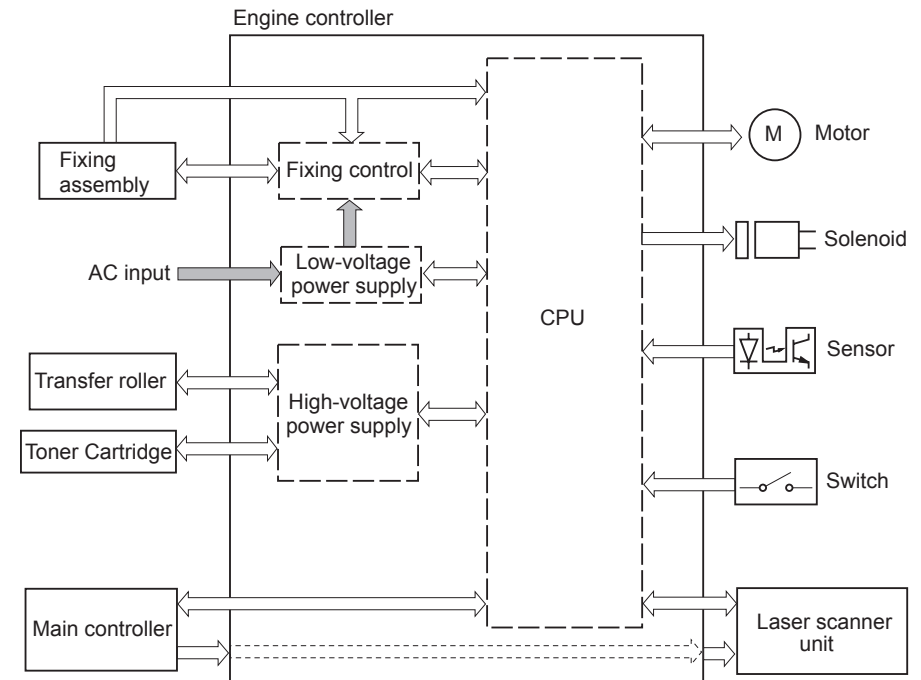 Engine controller
Fixing
assembly
Fixing control
M
Motor
AC input
Low-voltage
power supply
CPU
Solenoid
Sensor
Transfer roller
High-voltage
power supply
Toner Cartridge
Switch
Main controller
Laser scanner
unit